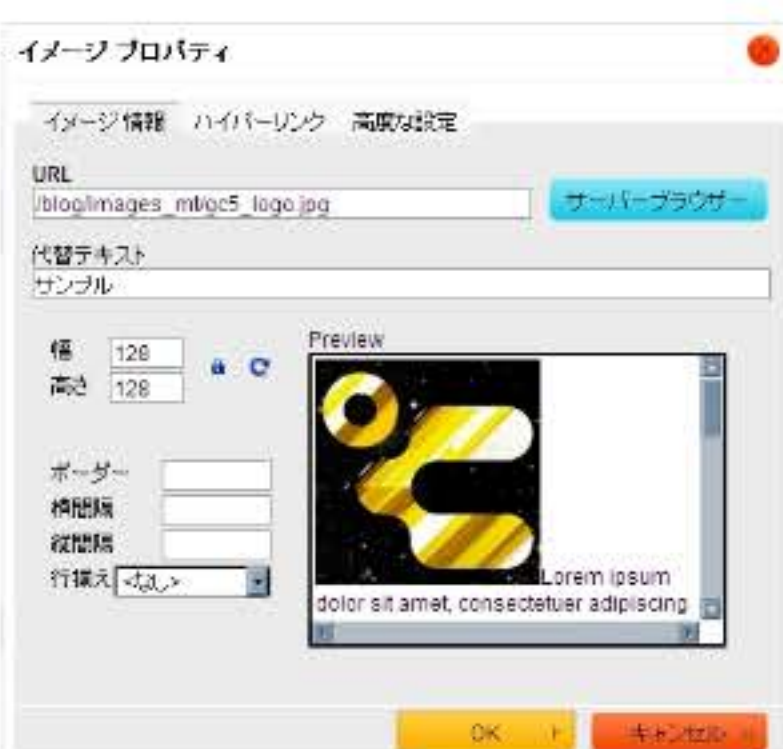 イメージ プロパティ
イメージ 情報 ハイパーリンク 高度な設定
URL
/blog/images_mt/gc5_logo.jpg
サーバーブラウザー
代替テキスト
サンプル
幅 128
高さ 128
Preview
ボーダー
横間隔
縦間隔
行揃え <なし>
Lorem ipsum
dolor sit amet, consectetuer adipiscing
OK
キャンセル